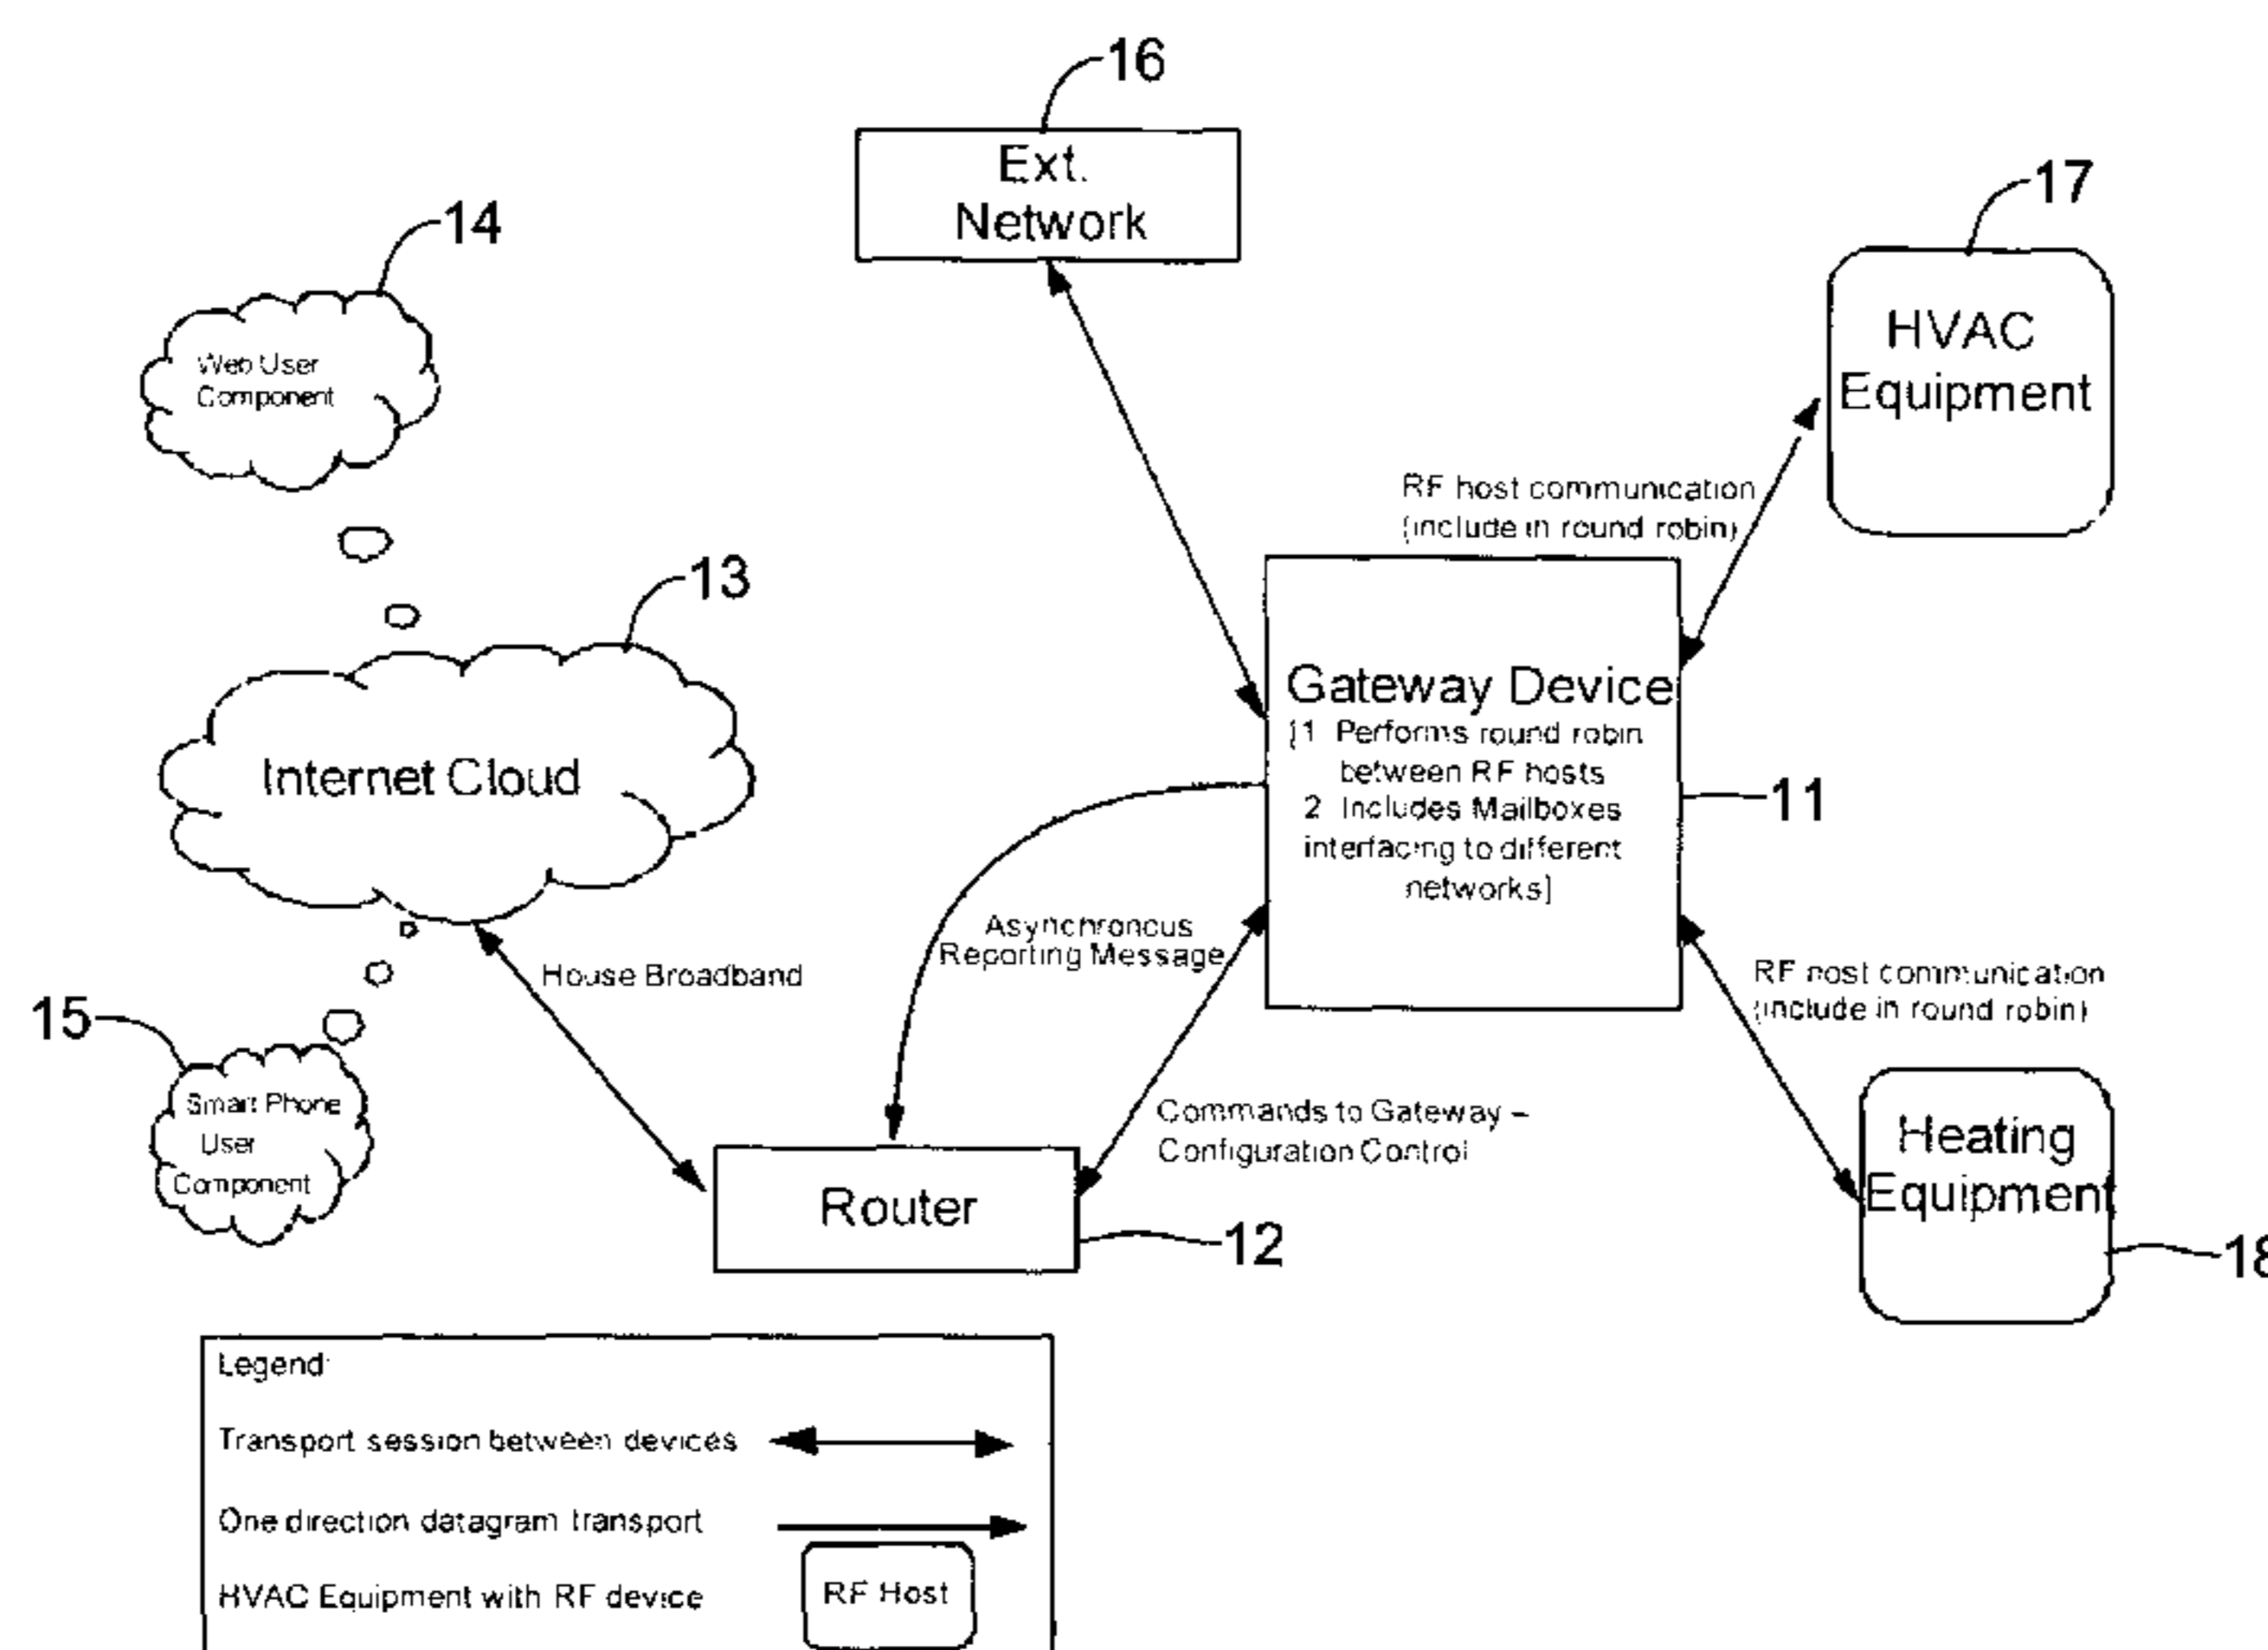 16
Ext.
Network
17
HVAC
Equipment
14
Web User
Component
RF host communication
(include in round robin)
13
Internet Cloud
Gateway Device
[1 Performs round robin
between RF hosts
2 Includes Mailboxes
interfacing to different
networks]
11
Asynchronous
Reporting Message
House Broadband
RF host communication
(include in round robin)
15
Smart Phone
User
Component
Commands to Gateway –
Configuration Control
Heating
Equipment
Router
12
18
Legend:
Transport session between devices
One direction datagram transport
HVAC Equipment with RF device
RF Host